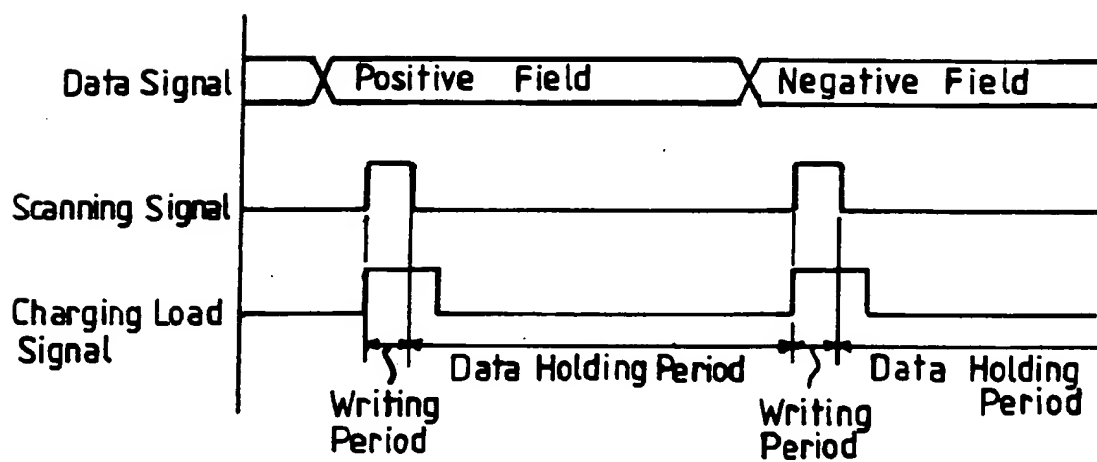 Data Signal
Positive Field
Negative Field
Scanning Signal
Charging Load
Signal
Data Holding Period
Data Holding
Period
Writing
Period
Writing
Period